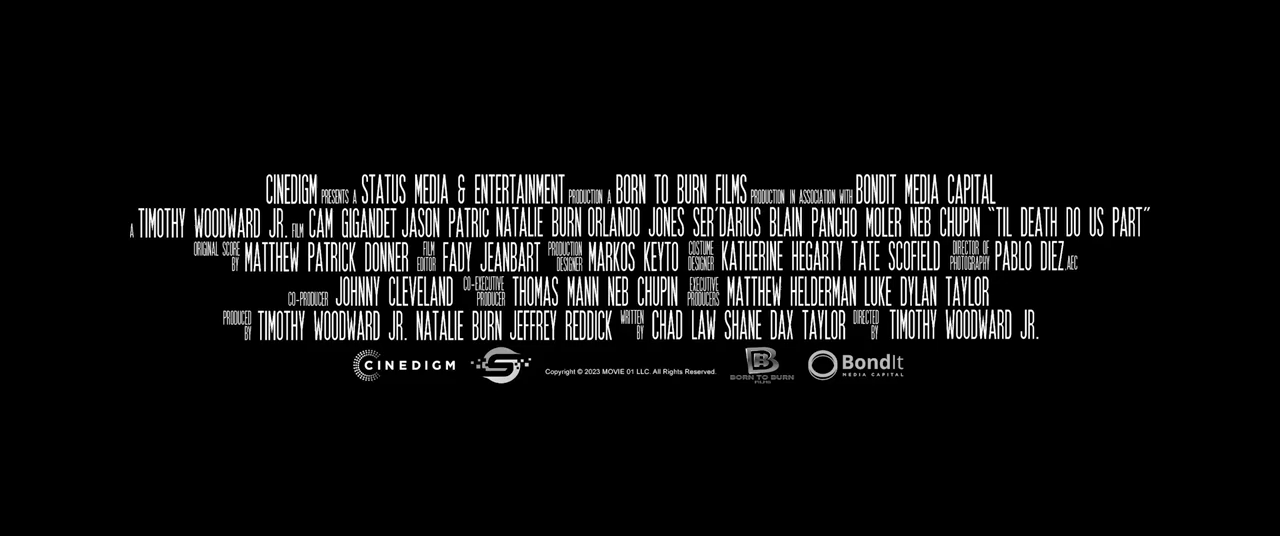 CINEDIGM PRESENTS A STATUS MEDIA & ENTERTAINMENT PRODUCTION A BORN TO BURN FILMS PRODUCTION IN ASSOCIATION WITH BONDIT MEDIA CAPITAL
A TIMOTHY WOODWARD JR. FILM CAM GIGANDET JASON PATRIC NATALIE BURN ORLANDO JONES SER'DARIUS BLAIN PANCHO MOLER NEB CHUPIN "TIL DEATH DO US PART"
ORIGINAL SCORE BY MATTHEW PATRICK DONNER FILM EDITOR FADY JEANBART PRODUCTION DESIGNER MARKOS KEYTO COSTUME DESIGNER KATHERINE HEGARTY TATE SCOFIELD DIRECTOR OF PHOTOGRAPHY PABLO DIEZ,AEC
CO-PRODUCER JOHNNY CLEVELAND CO-EXECUTIVE PRODUCER THOMAS MANN NEB CHUPIN EXECUTIVE PRODUCERS MATTHEW HELDERMAN LUKE DYLAN TAYLOR
PRODUCED BY TIMOTHY WOODWARD JR. NATALIE BURN JEFFREY REDDICK WRITTEN BY CHAD LAW SHANE DAX TAYLOR DIRECTED BY TIMOTHY WOODWARD JR.
CINEDIGM S Copyright © 2023 MOVIE 01 LLC. All Rights Reserved. B BORN TO BURN FILMS BondIt MEDIA CAPITAL